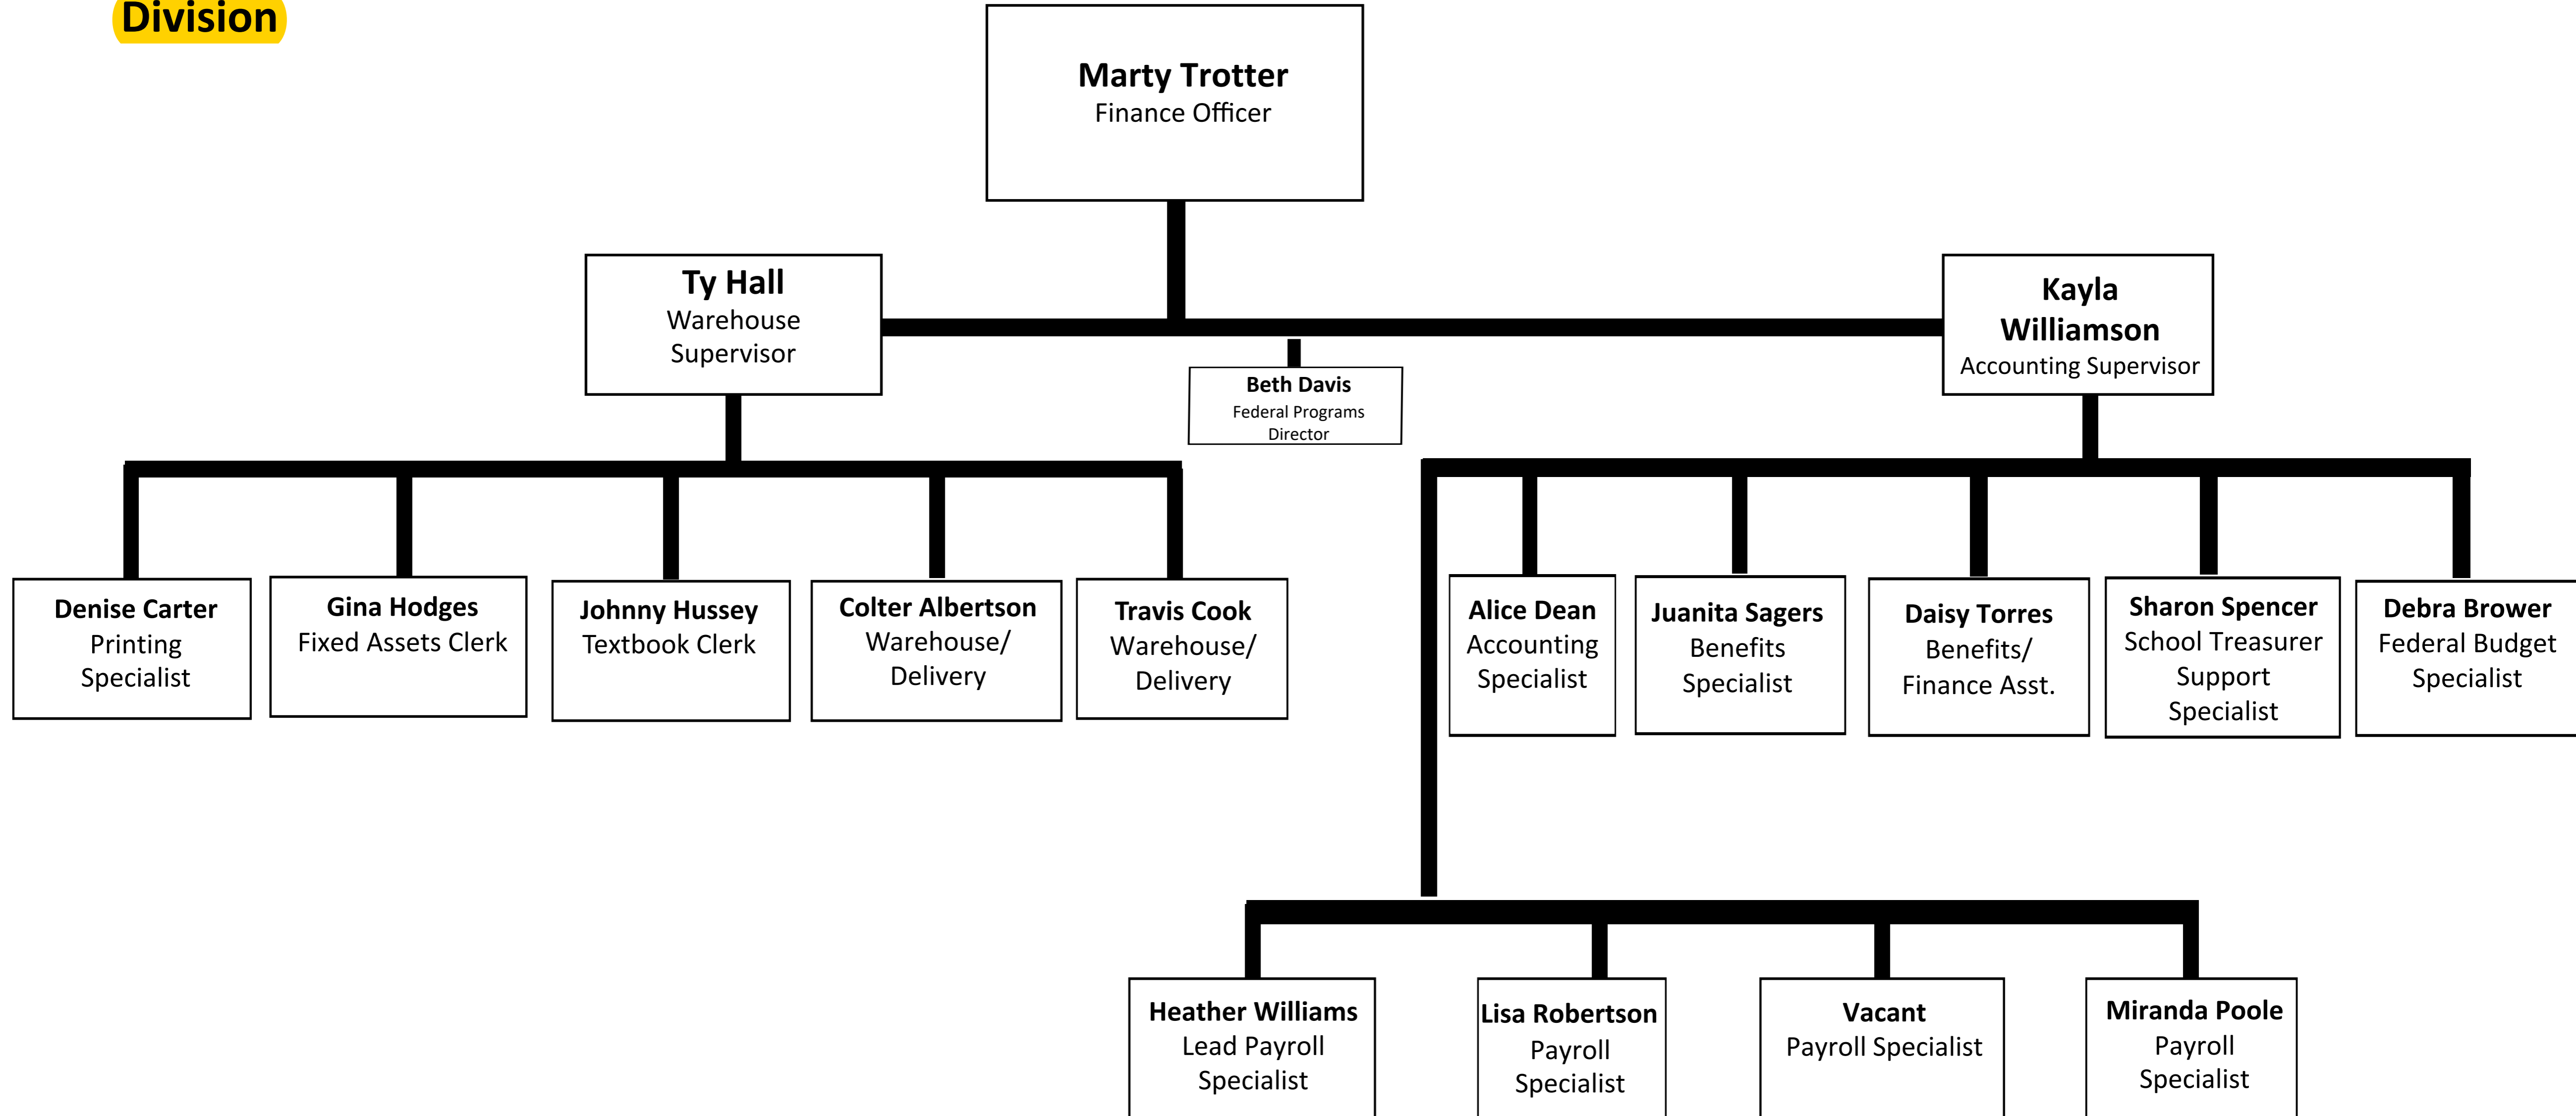 Division
Marty Trotter
Finance Officer
Ty Hall
Warehouse
Supervisor
Kayla
Williamson
Accounting Supervisor
Beth Davis
Federal Programs
Director
Denise Carter
Printing
Specialist
Gina Hodges
Fixed Assets Clerk
Johnny Hussey
Textbook Clerk
Colter Albertson
Warehouse/
Delivery
Travis Cook
Warehouse/
Delivery
Alice Dean
Accounting
Specialist
Juanita Sagers
Benefits
Specialist
Daisy Torres
Benefits/
Finance Asst.
Sharon Spencer
School Treasurer
Support
Specialist
Debra Brower
Federal Budget
Specialist
Heather Williams
Lead Payroll
Specialist
Lisa Robertson
Payroll
Specialist
Vacant
Payroll Specialist
Miranda Poole
Payroll
Specialist